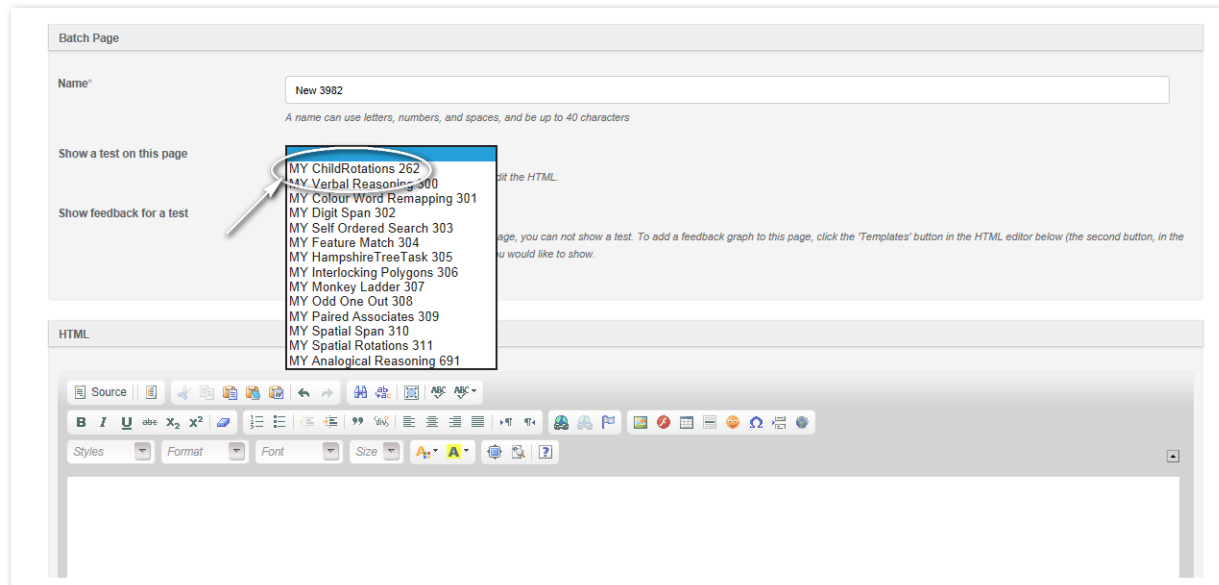 Batch Page
Name*
New 3982
A name can use letters, numbers, and spaces, and be up to 40 characters
Show a test on this page
MY ChildRotations 262
dit the HTML.
MY Verbal Reasoning 300
MY Colour Word Remapping 301
Show feedback for a test
MY Digit Span 302
MY Self Ordered Search 303
age, you can not show a test. To add a feedback graph to this page, click the 'Templates' button in the HTML editor below (the second button, in the
MY Feature Match 304
MY HampshireTreeTask 305
u would like to show.
MY Interlocking Polygons 306
MY Monkey Ladder 307
MY Odd One Out 308
MY Paired Associates 309
MY Spatial Span 310
MY Spatial Rotations 311
MY Analogical Reasoning 691
HTML
Source
ABC ABC
B I U abc X₂ X²
Styles Format Font Size A A ?